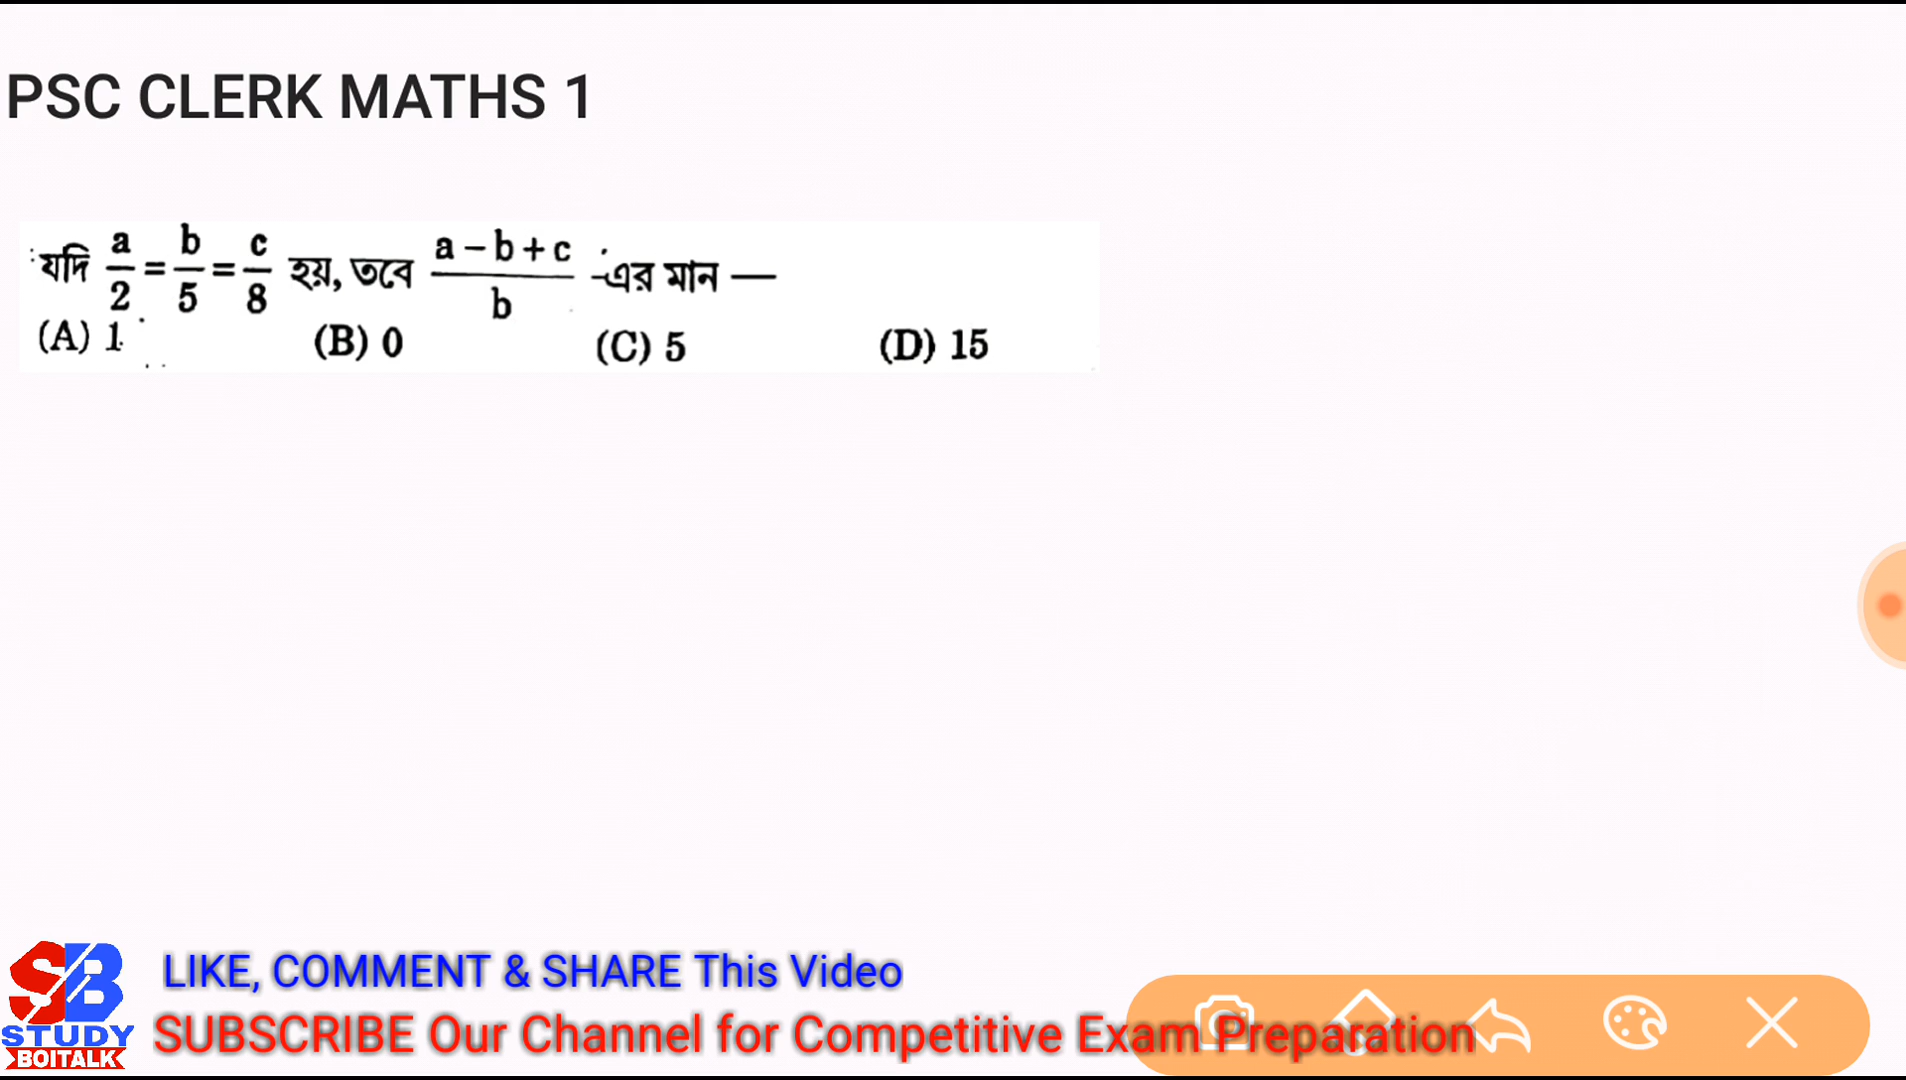 PSC CLERK MATHS 1
যদি a/2 = b/5 = c/8 হয়, তবে (a − b + c)/b -এর মান —
(A) 1 (B) 0 (C) 5 (D) 15
LIKE, COMMENT & SHARE This Video
SUBSCRIBE Our Channel for Competitive Exam Preparation
SB
STUDY
BOITALK